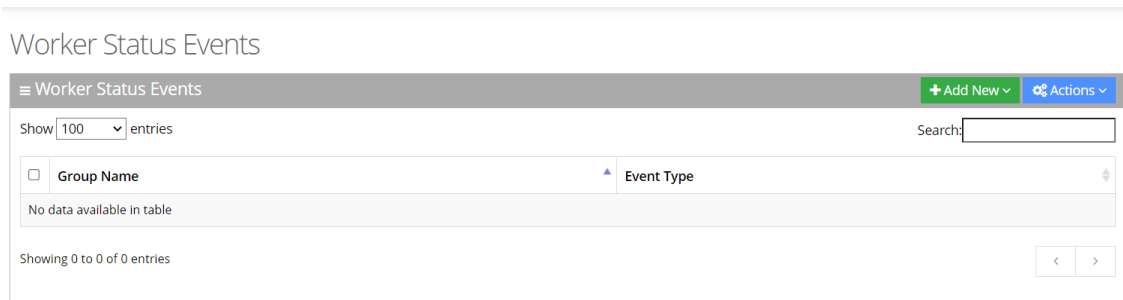 Worker Status Events
Worker Status Events Add New Actions
Show 100 entries Search:
Group Name Event Type
No data available in table
Showing 0 to 0 of 0 entries